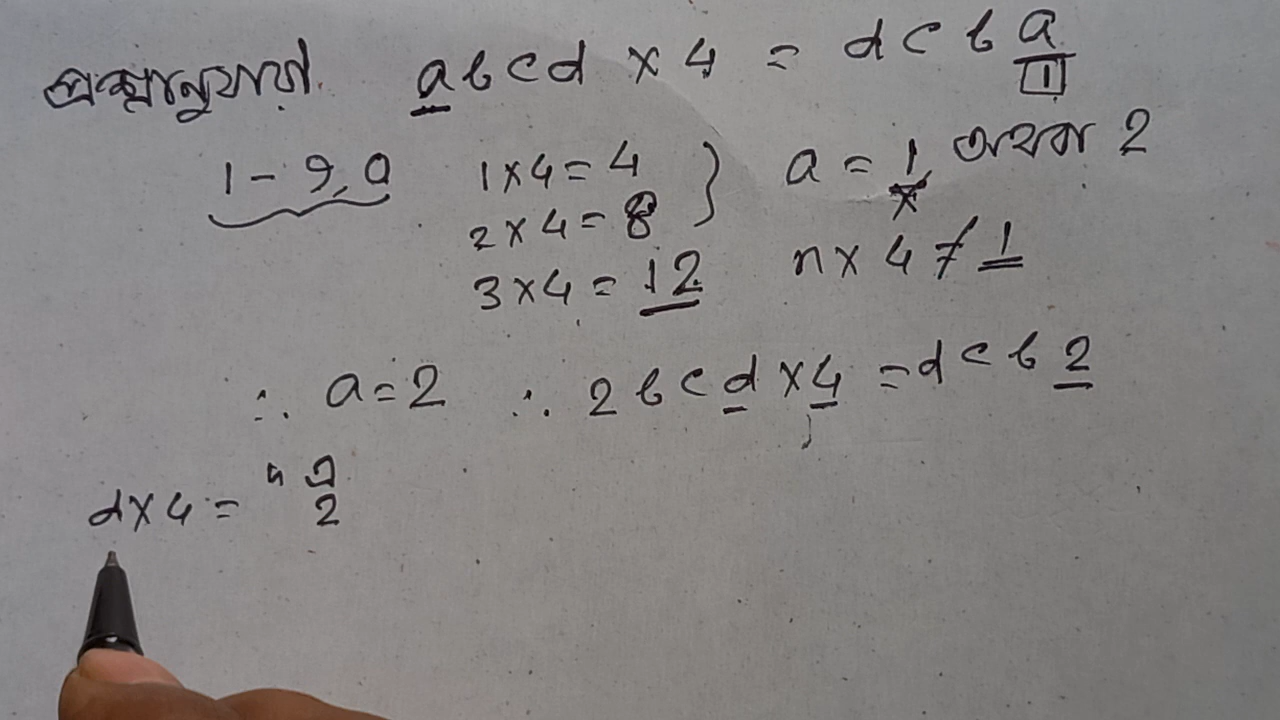 প্রশ্নানুযায়ী. abcd × 4 = dcba
1
1 - 9, 0 1×4=4 } a = 1 অথবা 2
×
2×4=8
3×4=12 n×4≠1
∴ a=2 ∴ 2bcd×4=dcb2
d×4= 2